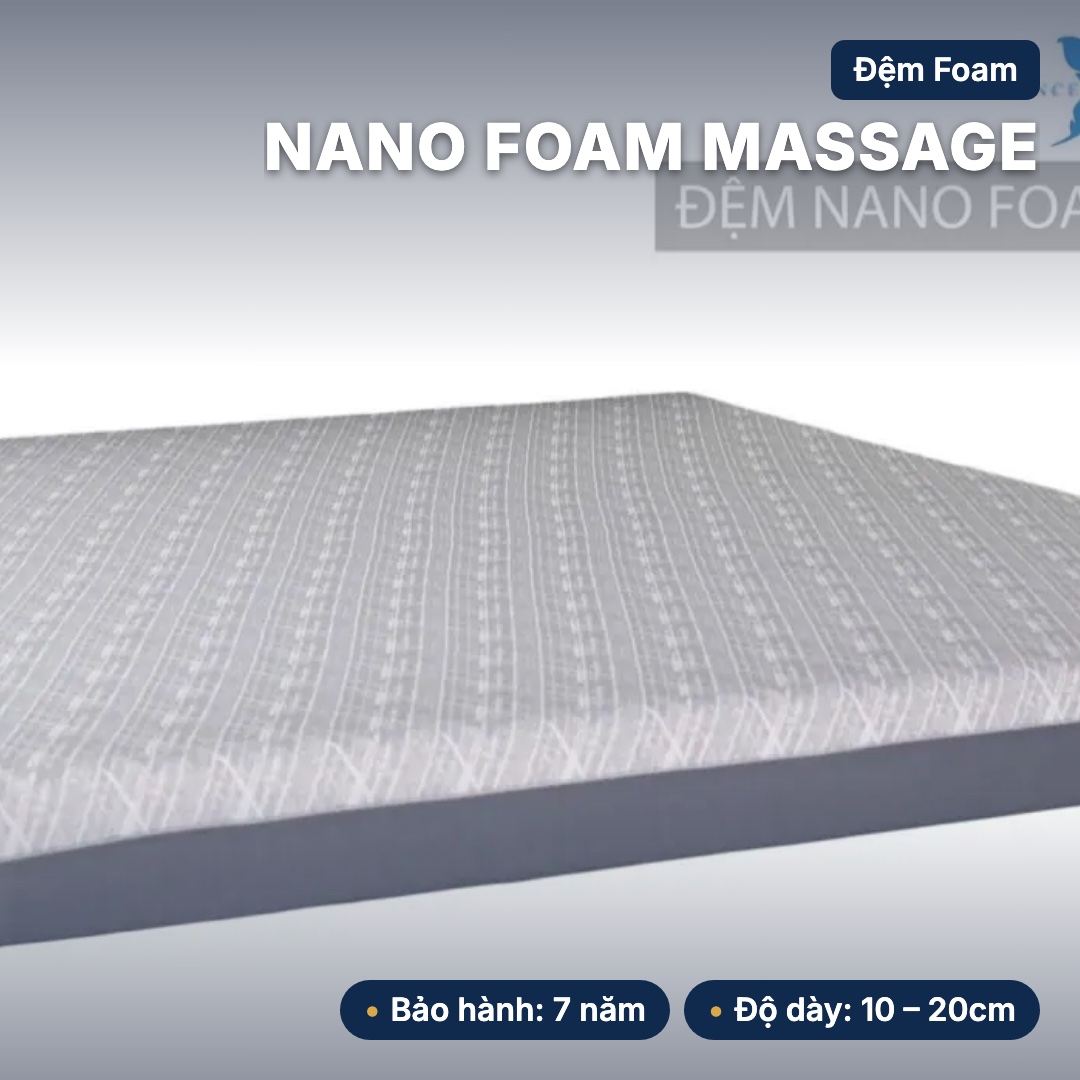 Đệm Foam
NANO FOAM MASSAGE
ĐỆM NANO FOA
Bảo hành: 7 năm
Độ dày: 10 – 20cm